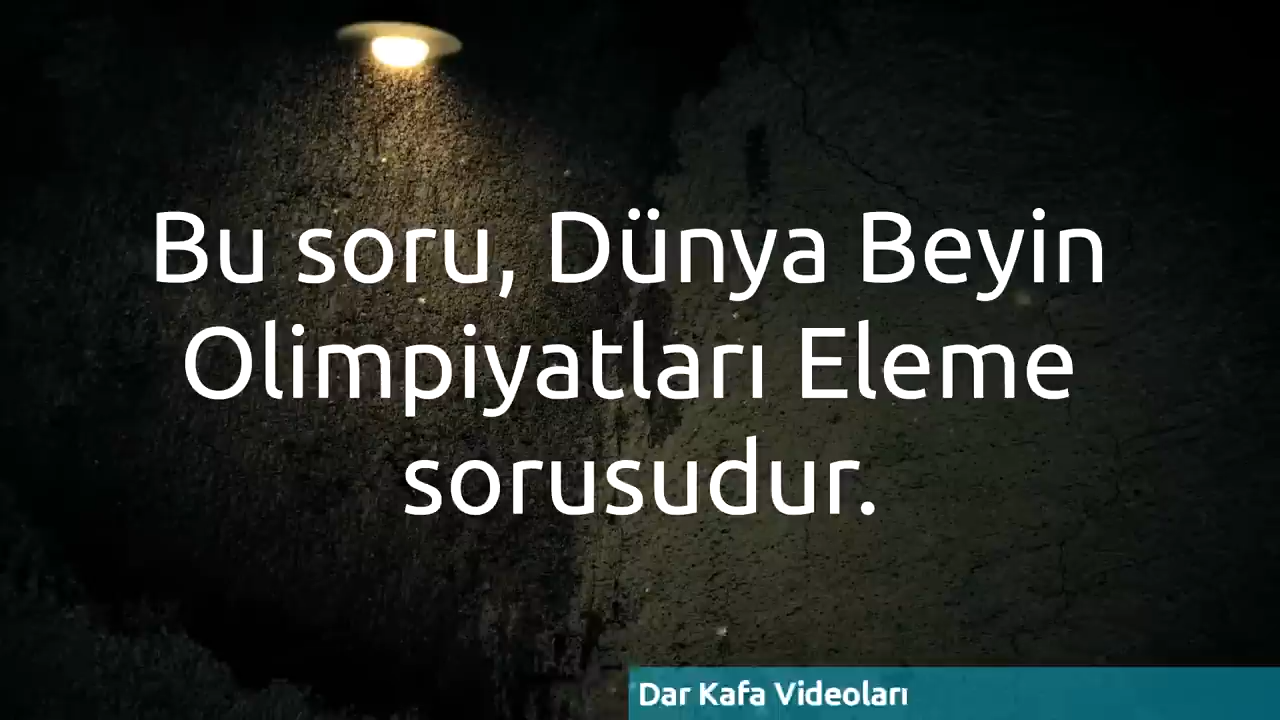 Bu soru, Dünya Beyin
Olimpiyatları Eleme
sorusudur.
Dar Kafa Videoları